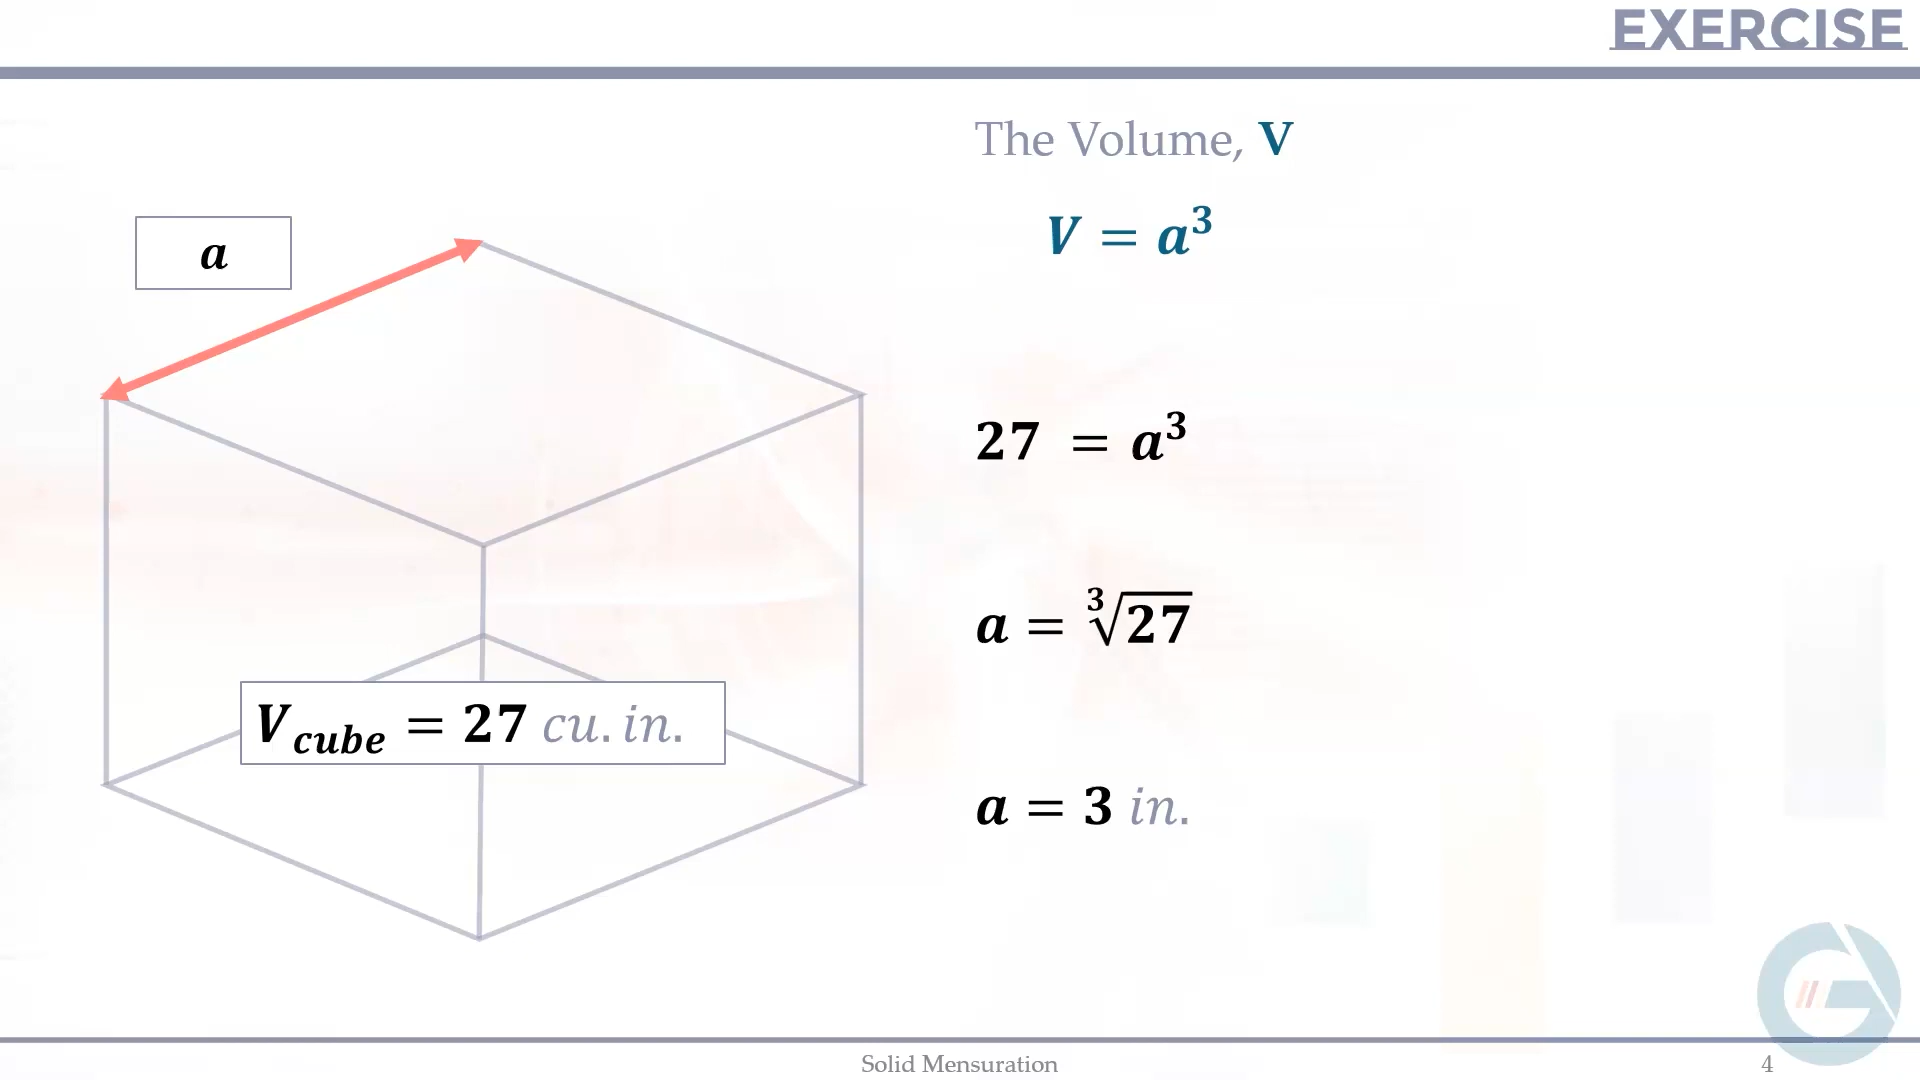 EXERCISE
The Volume, V
V = a³
a
27 = a³
a = ∛27
V_cube = 27 cu. in.
a = 3 in.
Solid Mensuration
4